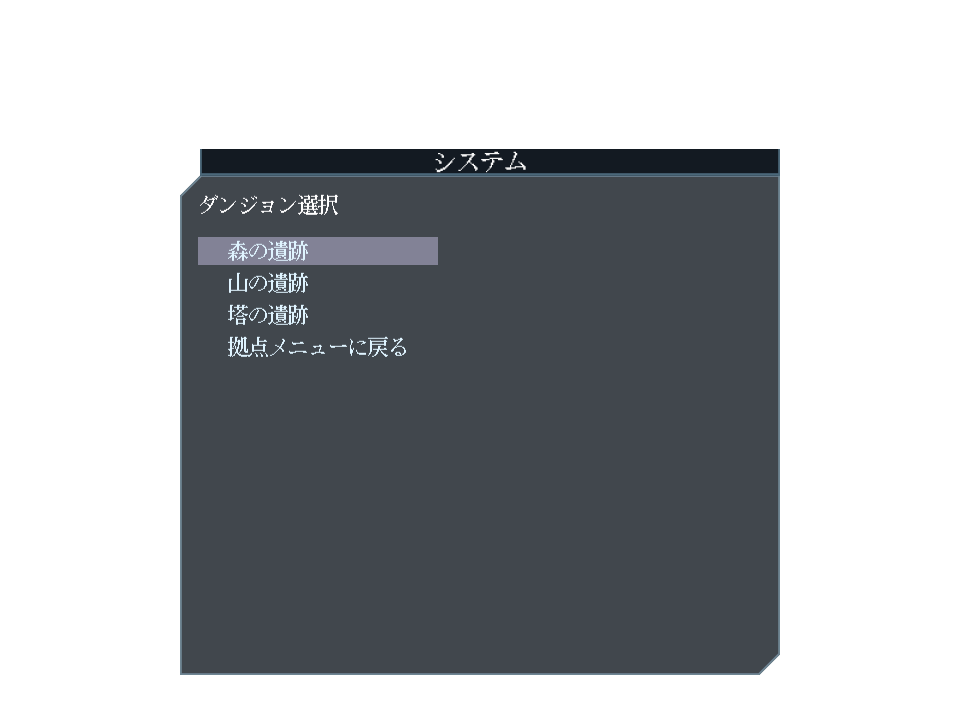 システム
ダンジョン選択
森の遺跡
山の遺跡
塔の遺跡
拠点メニューに戻る